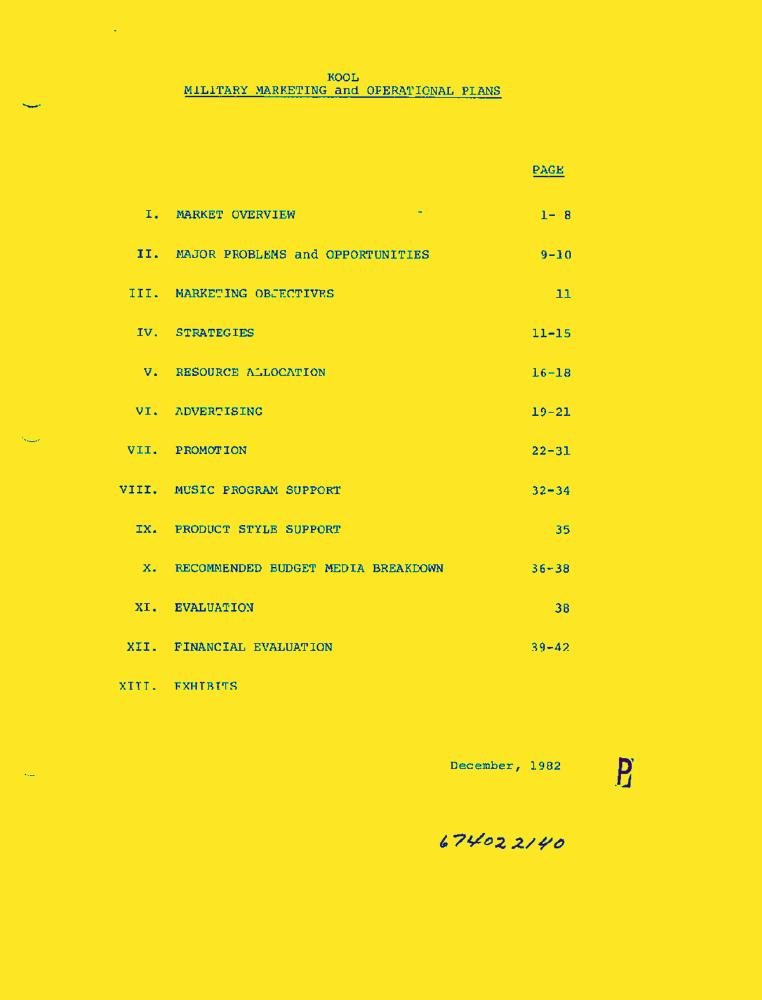 KOOL
MILITARY MARKETING and OPERATIONAL PLANS
PAGE
I. MARKET OVERVIEW 1- 8
II. MAJOR PROBLEMS and OPPORTUNITIES 9-10
III. MARKETING OBJECTIVES 11
IV. STRATEGIES 11-15
V. RESOURCE ALLOCATION 16-18
VI. ADVERTISING 19-21
VII. PROMOTION 22-31
VIII. MUSIC PROGRAM SUPPORT 32-34
IX. PRODUCT STYLE SUPPORT 35
X. RECOMMENDED BUDGET MEDIA BREAKDOWN 36-38
XI. EVALUATION 38
XII. FINANCIAL EVALUATION 39-42
XIII. EXHIBITS
December, 1982
674022140